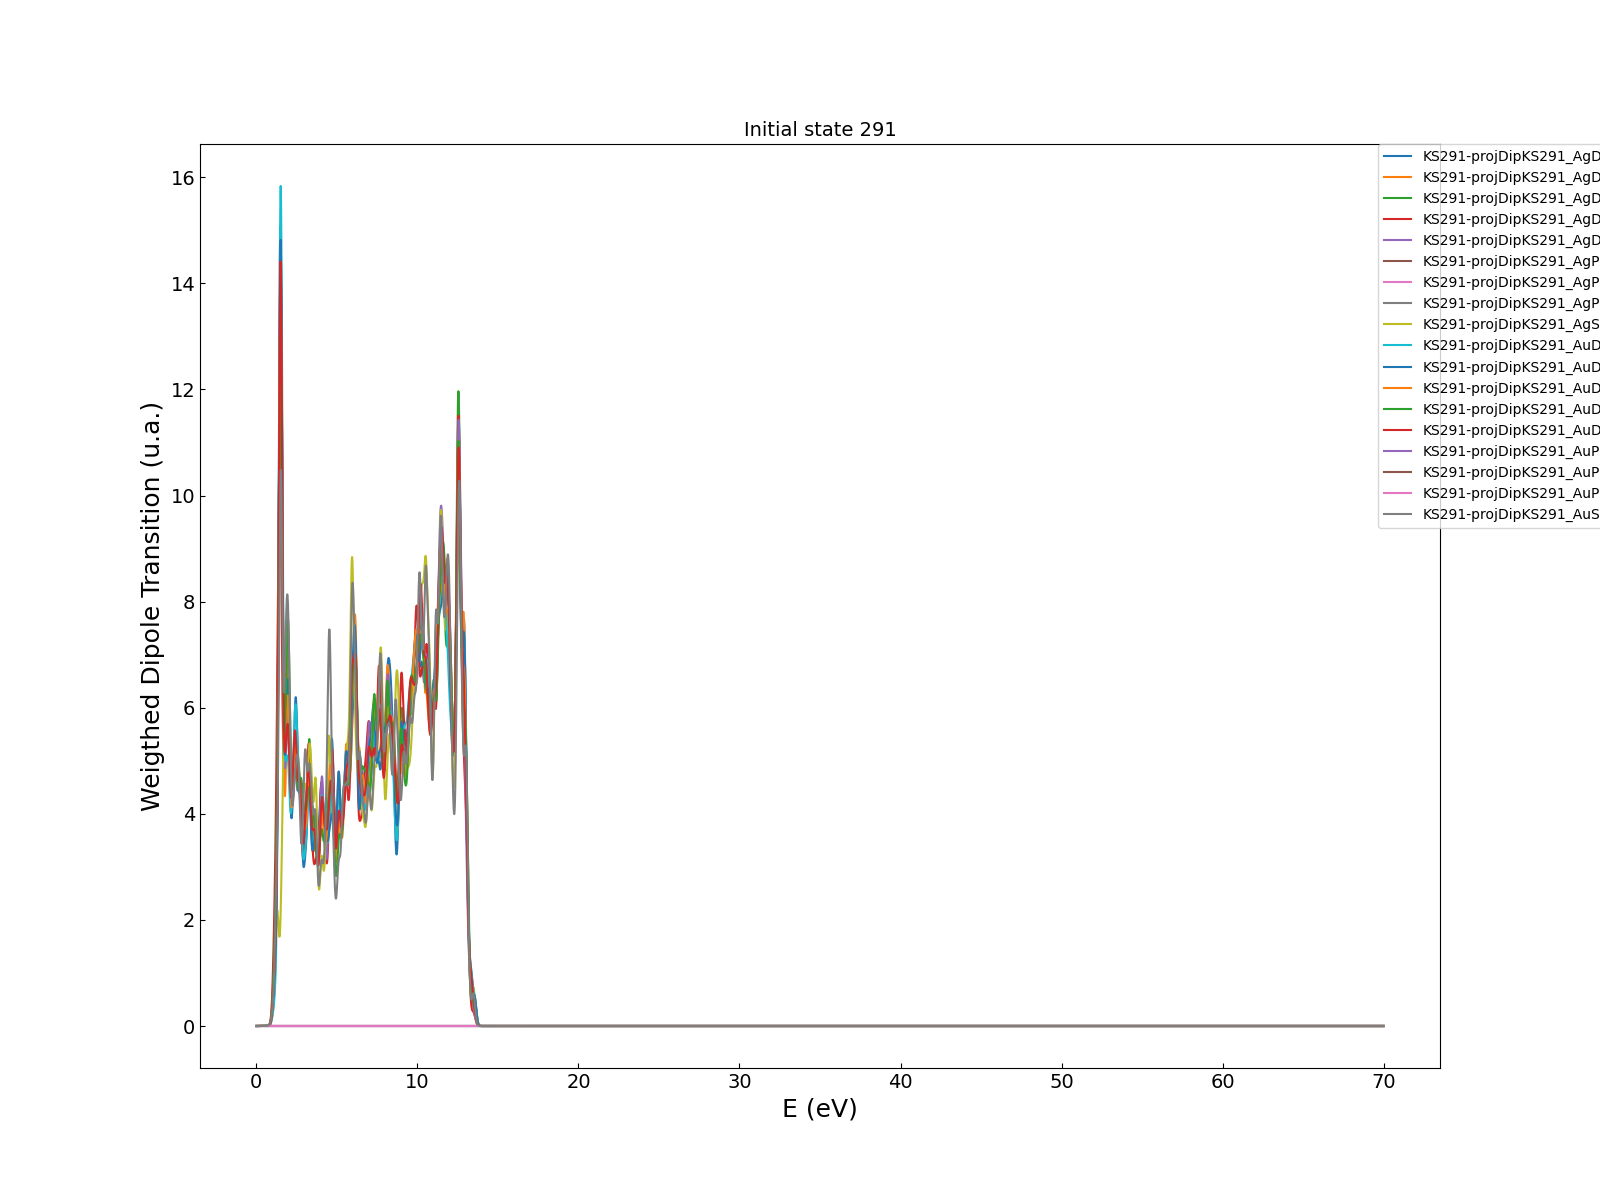 Initial state 291
KS291-projDipKS291_AgD
KS291-projDipKS291_AgD
KS291-projDipKS291_AgD
KS291-projDipKS291_AgD
KS291-projDipKS291_AgD
KS291-projDipKS291_AgP
KS291-projDipKS291_AgP
KS291-projDipKS291_AgP
KS291-projDipKS291_AgS
KS291-projDipKS291_AuD
KS291-projDipKS291_AuD
KS291-projDipKS291_AuD
KS291-projDipKS291_AuD
KS291-projDipKS291_AuD
KS291-projDipKS291_AuP
KS291-projDipKS291_AuP
KS291-projDipKS291_AuP
KS291-projDipKS291_AuS
Weigthed Dipole Transition (u.a.)
16
14
12
10
8
6
4
2
0
0 10 20 30 40 50 60 70
E (eV)